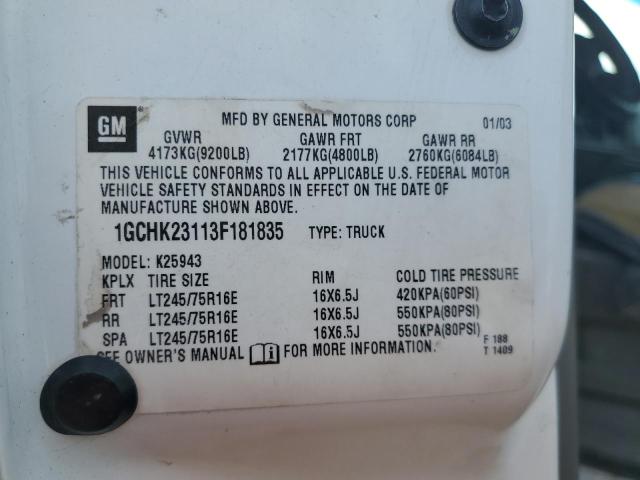 GM
MFD BY GENERAL MOTORS CORP 01/03
GVWR GAWR FRT GAWR RR
4173KG(9200LB) 2177KG(4800LB) 2760KG(6084LB)
THIS VEHICLE CONFORMS TO ALL APPLICABLE U.S. FEDERAL MOTOR
VEHICLE SAFETY STANDARDS IN EFFECT ON THE DATE OF
MANUFACTURE SHOWN ABOVE.
1GCHK23113F181835 TYPE: TRUCK
MODEL: K25943
KPLX TIRE SIZE RIM COLD TIRE PRESSURE
FRT LT245/75R16E 16X6.5J 420KPA(60PSI)
RR LT245/75R16E 16X6.5J 550KPA(80PSI)
SPA LT245/75R16E 16X6.5J 550KPA(80PSI)
SEE OWNER'S MANUAL FOR MORE INFORMATION.
F 188
T 1409